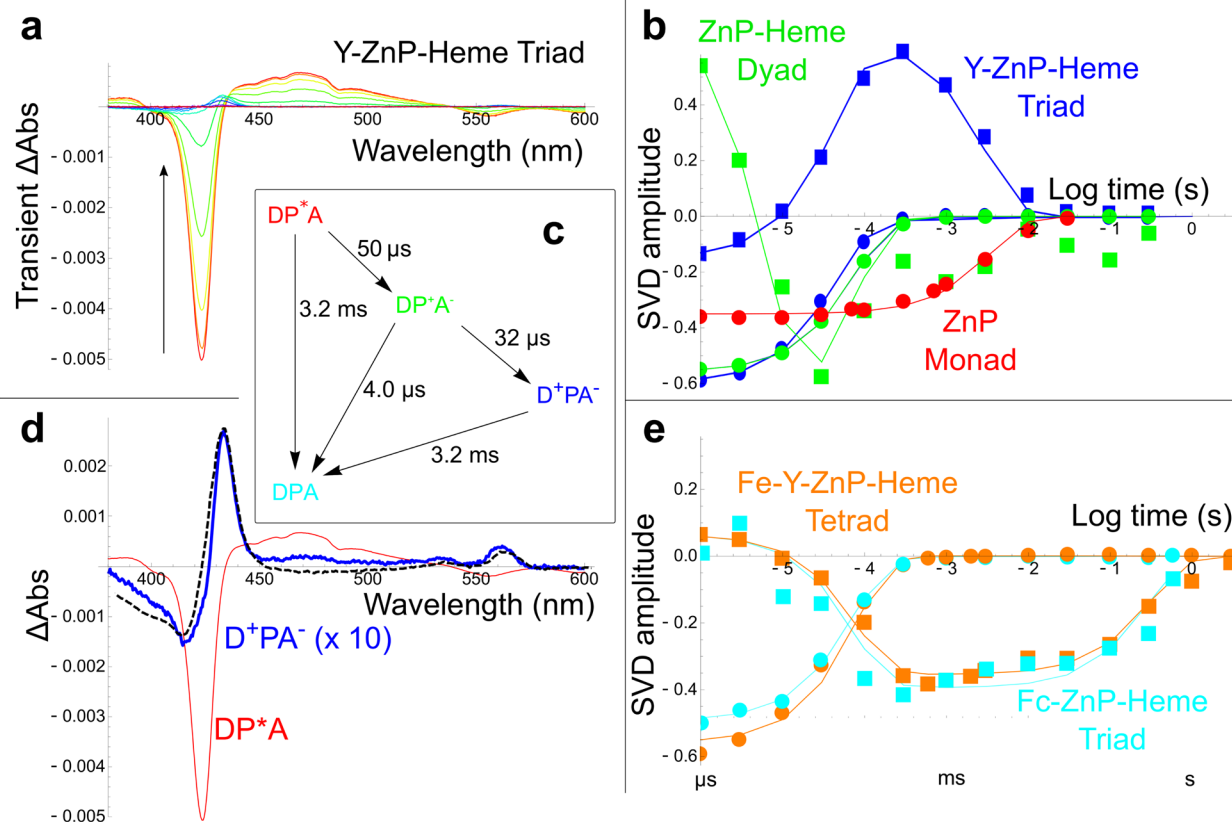 a
Y-ZnP-Heme Triad
Transient ΔAbs
400
450
500
550
600
Wavelength (nm)
- 0.001
- 0.002
- 0.003
- 0.004
- 0.005
b
ZnP-Heme
Dyad
Y-ZnP-Heme
Triad
SVD amplitude
0.4
0.2
0.0
- 0.2
- 0.4
- 0.6
Log time (s)
- 5
- 4
- 3
- 2
- 1
0
ZnP
Monad
c
DP*A
50 µs
3.2 ms
DP+A-
32 µs
4.0 µs
D+PA-
3.2 ms
DPA
d
ΔAbs
0.002
0.001
400
450
500
550
600
Wavelength (nm)
- 0.001
- 0.002
- 0.003
- 0.004
- 0.005
D+PA- (x 10)
DP*A
e
Fe-Y-ZnP-Heme
Tetrad
SVD amplitude
0.2
0.0
- 0.2
- 0.4
- 0.6
Log time (s)
- 5
- 4
- 3
- 2
- 1
0
Fc-ZnP-Heme
Triad
µs
ms
s